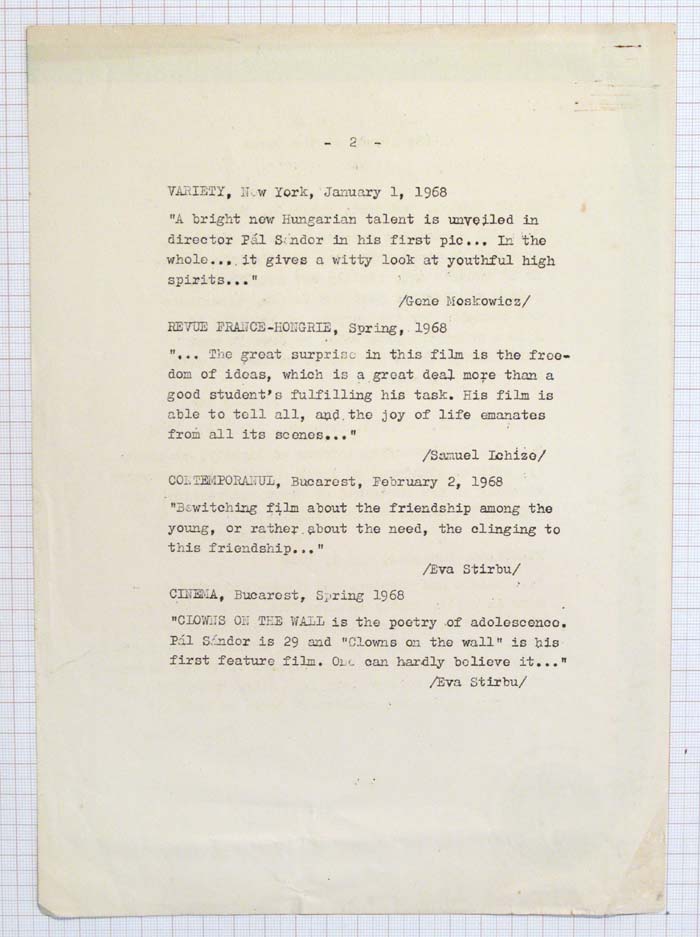 - 2 -
VARIETY, New York, January 1, 1968
"A bright new Hungarian talent is unveiled in
director Pál Sándor in his first pic... In the
whole... it gives a witty look at youthful high
spirits..."
/Gene Moskowicz/
REVUE FRANCE-HONGRIE, Spring, 1968
"... The great surprise in this film is the free-
dom of ideas, which is a great deal more than a
good student's fulfilling his task. His film is
able to tell all, and the joy of life emanates
from all its scenes..."
/Samuel Lchize/
CONTEMPORANUL, Bucarest, February 2, 1968
"Bewitching film about the friendship among the
young, or rather about the need, the clinging to
this friendship..."
/Eva Stirbu/
CINEMA, Bucarest, Spring 1968
"CLOWNS ON THE WALL is the poetry of adolescence.
Pál Sándor is 29 and "Clowns on the wall" is his
first feature film. One can hardly believe it..."
/Eva Stirbu/